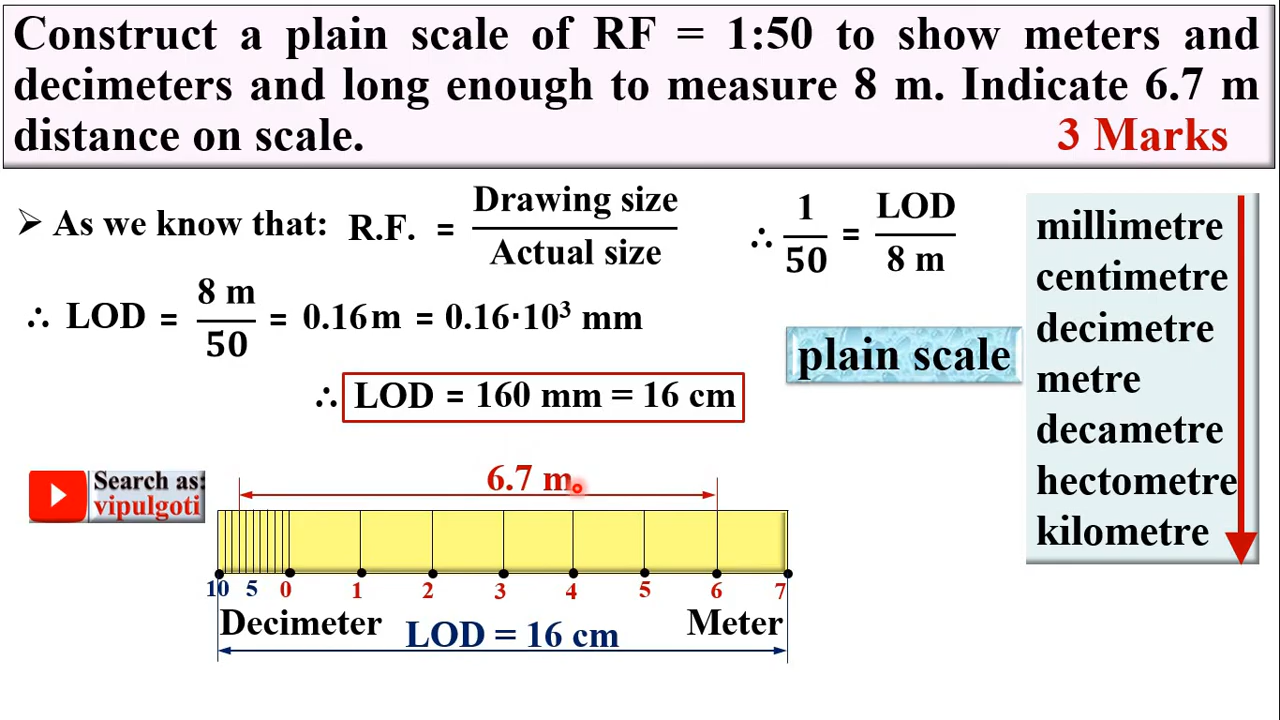 Construct a plain scale of RF = 1:50 to show meters and
decimeters and long enough to measure 8 m. Indicate 6.7 m
distance on scale. 3 Marks
➢ As we know that: R.F. = Drawing size / Actual size ∴ 1/50 = LOD / 8 m
∴ LOD = 8 m / 50 = 0.16 m = 0.16·10³ mm
∴ LOD = 160 mm = 16 cm
plain scale
millimetre
centimetre
decimetre
metre
decametre
hectometre
kilometre
Search as:
vipulgoti
6.7 m
10 5 0 1 2 3 4 5 6 7
Decimeter Meter
LOD = 16 cm